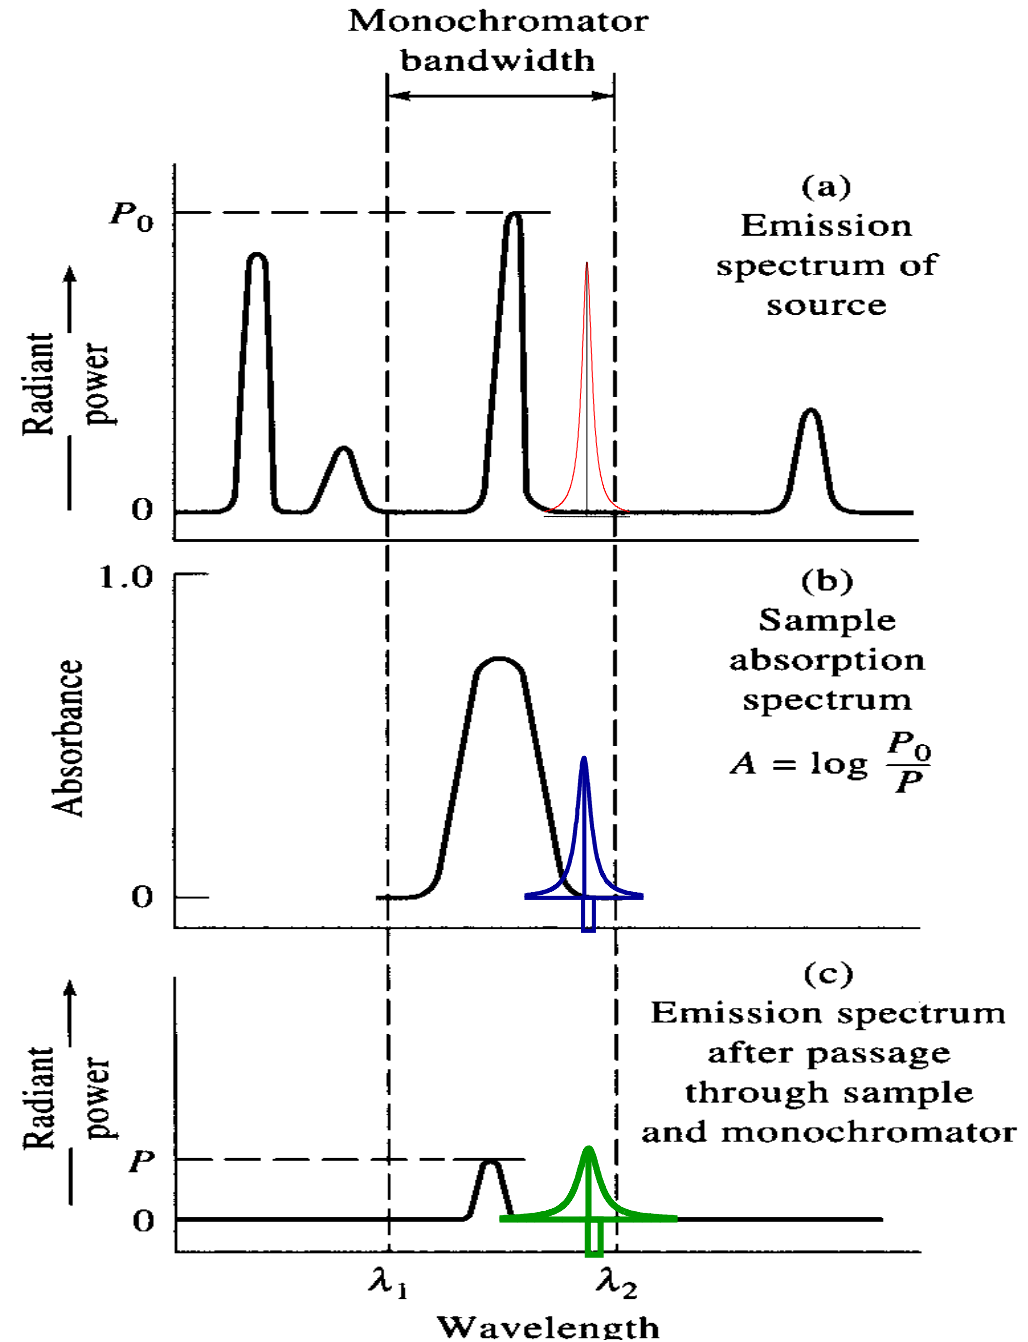 Monochromator
bandwidth
(a)
Emission
spectrum of
source
P₀
Radiant
power
0
1.0
(b)
Sample
absorption
spectrum
A = log P₀/P
Absorbance
0
(c)
Emission spectrum
after passage
through sample
and monochromator
Radiant
power
P
0
λ₁ λ₂
Wavelength